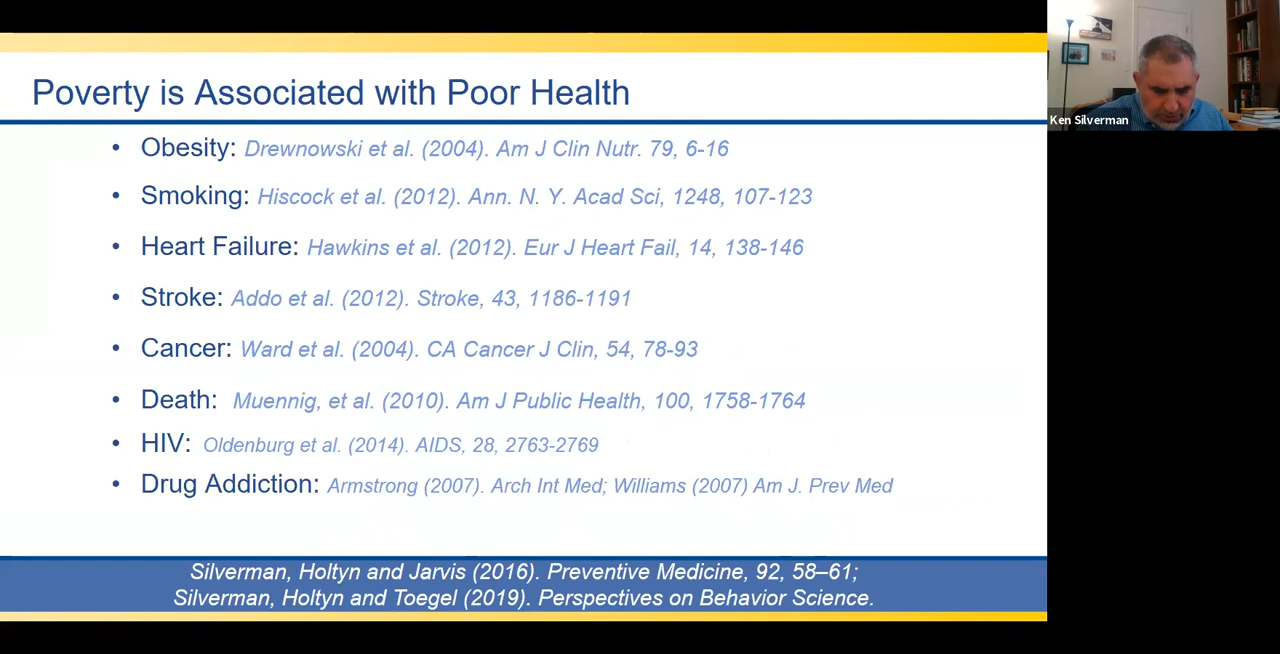 Poverty is Associated with Poor Health
• Obesity: Drewnowski et al. (2004). Am J Clin Nutr. 79, 6-16
• Smoking: Hiscock et al. (2012). Ann. N. Y. Acad Sci, 1248, 107-123
• Heart Failure: Hawkins et al. (2012). Eur J Heart Fail, 14, 138-146
• Stroke: Addo et al. (2012). Stroke, 43, 1186-1191
• Cancer: Ward et al. (2004). CA Cancer J Clin, 54, 78-93
• Death: Muennig, et al. (2010). Am J Public Health, 100, 1758-1764
• HIV: Oldenburg et al. (2014). AIDS, 28, 2763-2769
• Drug Addiction: Armstrong (2007). Arch Int Med; Williams (2007) Am J. Prev Med
Silverman, Holtyn and Jarvis (2016). Preventive Medicine, 92, 58–61;
Silverman, Holtyn and Toegel (2019). Perspectives on Behavior Science.
Ken Silverman